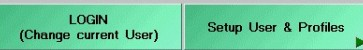 LOGIN
(Change current User)
Setup User & Profiles